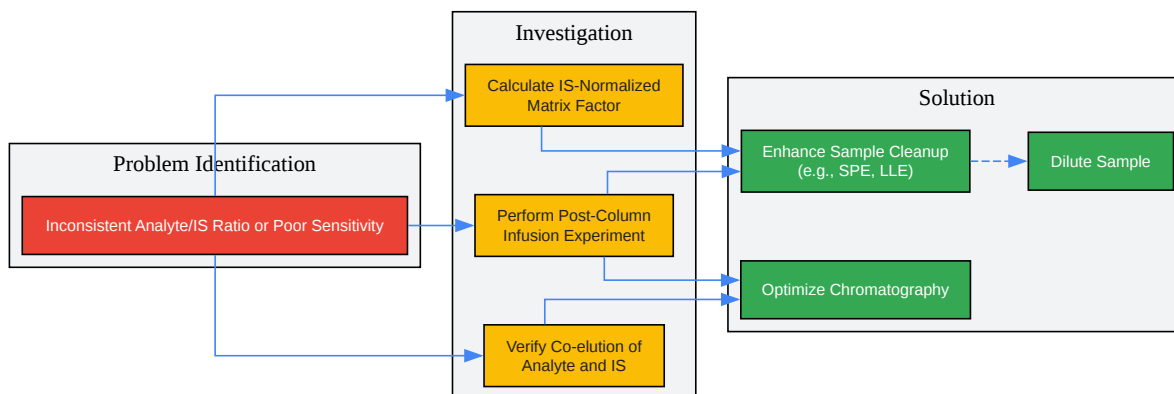 Problem Identification
Inconsistent Analyte/IS Ratio or Poor Sensitivity
Investigation
Calculate IS-Normalized
Matrix Factor
Perform Post-Column
Infusion Experiment
Verify Co-elution of
Analyte and IS
Solution
Enhance Sample Cleanup
(e.g., SPE, LLE)
Dilute Sample
Optimize Chromatography